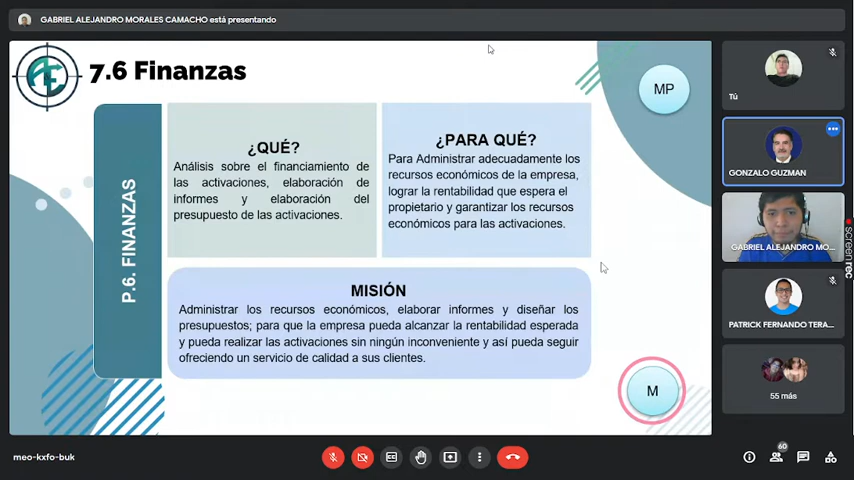 GABRIEL ALEJANDRO MORALES CAMACHO está presentando
7.6 Finanzas
MP
P.6. FINANZAS
¿QUÉ?
Análisis sobre el financiamiento de
las activaciones, elaboración de
informes y elaboración del
presupuesto de las activaciones.
¿PARA QUÉ?
Para Administrar adecuadamente los
recursos económicos de la empresa,
lograr la rentabilidad que espera el
propietario y garantizar los recursos
económicos para las activaciones.
MISIÓN
Administrar los recursos económicos, elaborar informes y diseñar los
presupuestos; para que la empresa pueda alcanzar la rentabilidad esperada
y pueda realizar las activaciones sin ningún inconveniente y así pueda seguir
ofreciendo un servicio de calidad a sus clientes.
M
Tú
GONZALO GUZMAN
GABRIEL ALEJANDRO MO...
PATRICK FERNANDO TERA...
55 más
screenrec
meo-kxfo-buk
60